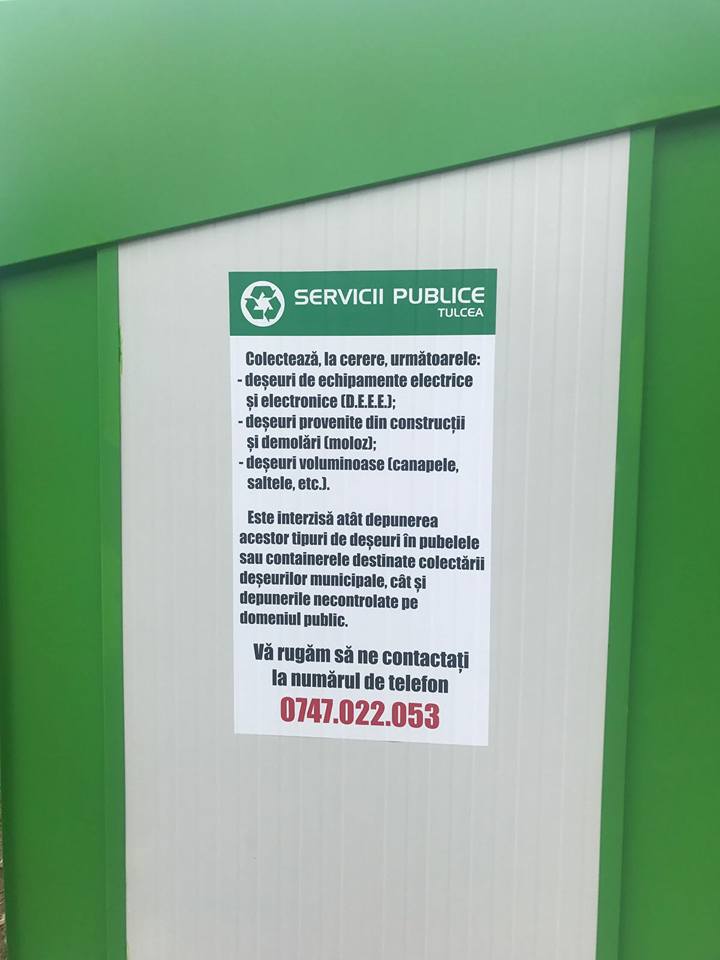 SERVICII PUBLICE
TULCEA
Colectează, la cerere, următoarele:
- deșeuri de echipamente electrice
și electronice (D.E.E.E.);
- deșeuri provenite din construcții
și demolări (moloz);
- deșeuri voluminoase (canapele,
saltele, etc.).
Este interzisă atât depunerea
acestor tipuri de deșeuri în pubelele
sau containerele destinate colectării
deșeurilor municipale, cât și
depunerile necontrolate pe
domeniul public.
Vă rugăm să ne contactați
la numărul de telefon
0747.022.053